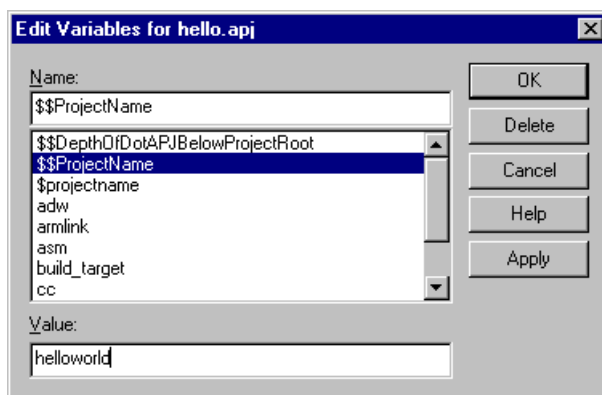 Edit Variables for hello.apj
Name:
$$ProjectName
$$DepthOfDotAPJBelowProjectRoot
$$ProjectName
$projectname
adw
armlink
asm
build_target
cc
Value:
helloworld
OK
Delete
Cancel
Help
Apply